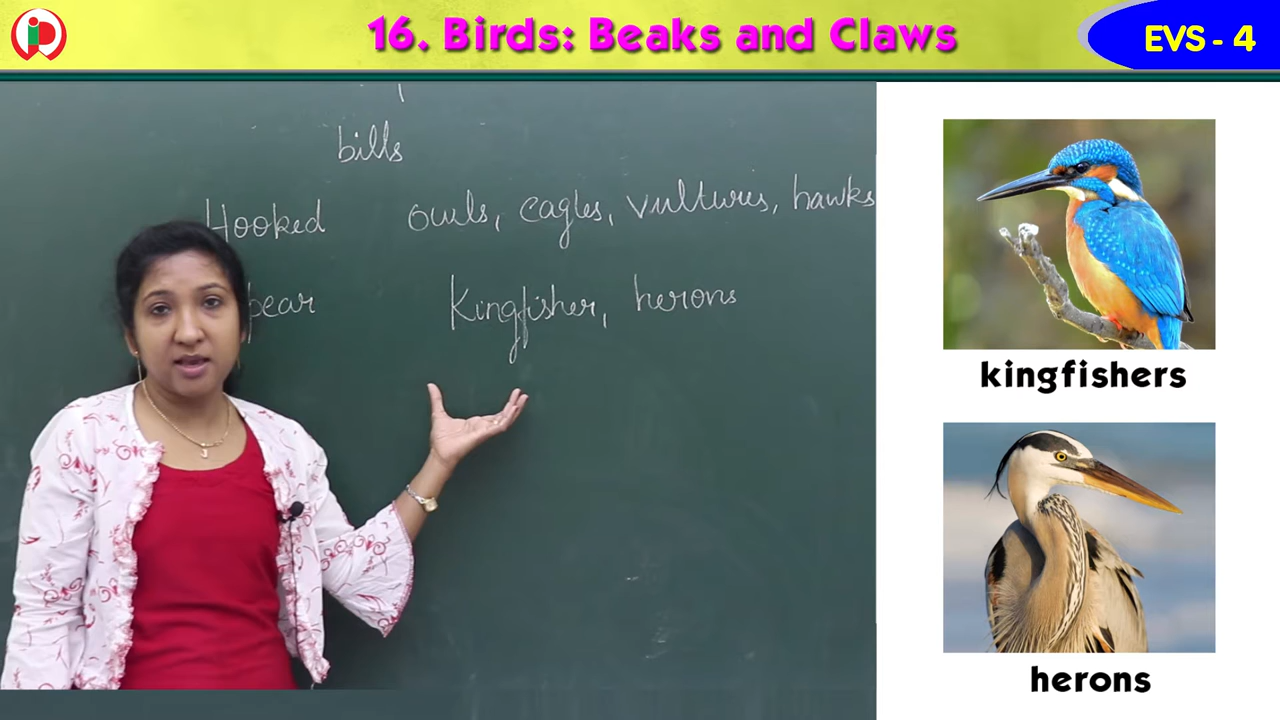 16. Birds: Beaks and Claws
EVS - 4
bills
Hooked owls, eagles, vultures, hawks
pear Kingfisher, herons
kingfishers
herons